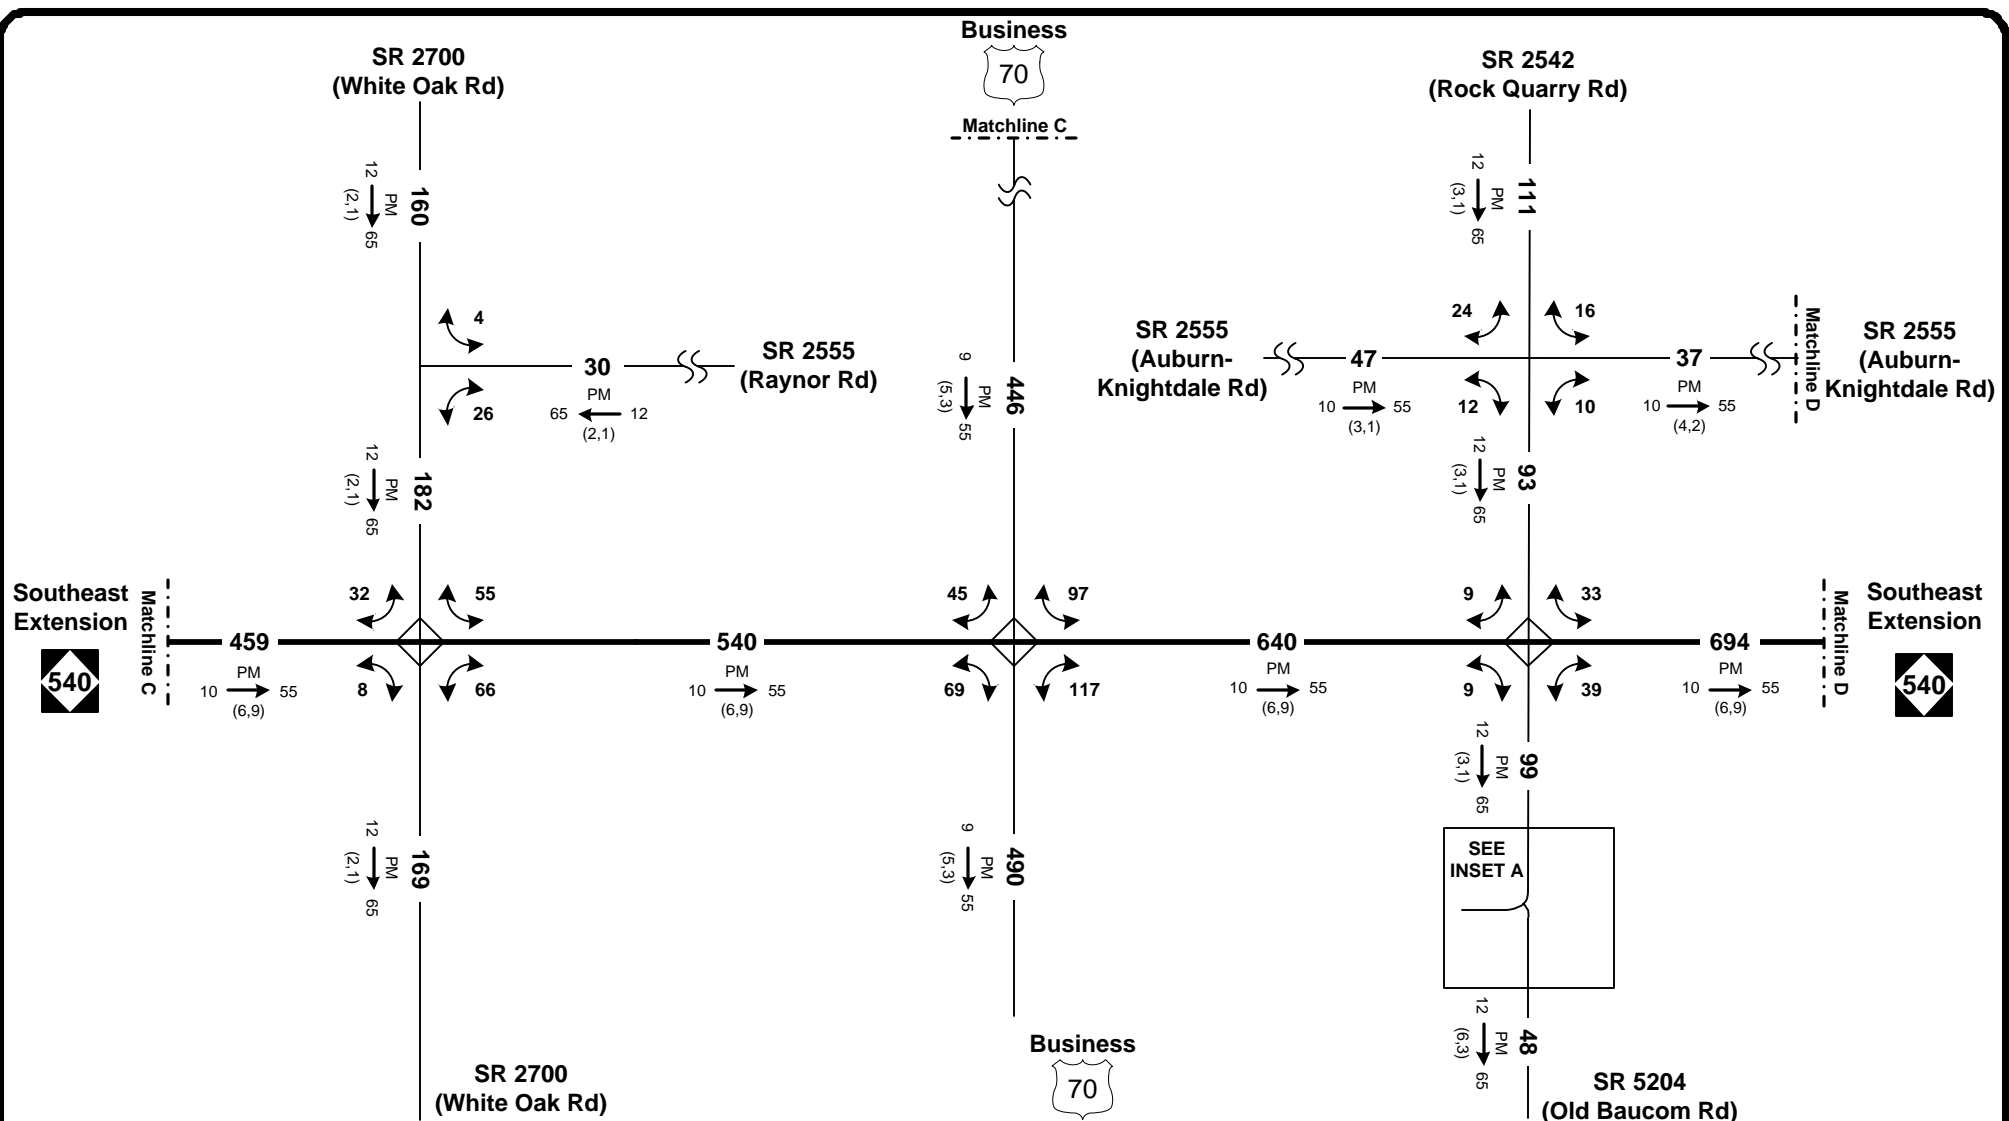 Business
70
Matchline C
SR 2700
(White Oak Rd)
SR 2542
(Rock Quarry Rd)
12
PM
65
(2,1)
160
12
PM
65
(3,1)
111
4
26
30
PM
65
12
(2,1)
SR 2555
(Raynor Rd)
9
PM
55
(5,3)
446
SR 2555
(Auburn-
Knightdale Rd)
24
16
12
10
47
PM
10
55
(3,1)
37
PM
10
55
(4,2)
Matchline D
SR 2555
(Auburn-
Knightdale Rd)
12
PM
65
(2,1)
182
12
PM
65
(3,1)
93
Southeast
Extension
540
Matchline C
459
PM
10
55
(6,9)
32
55
8
66
540
PM
10
55
(6,9)
45
97
69
117
640
PM
10
55
(6,9)
9
33
9
39
694
PM
10
55
(6,9)
Matchline D
Southeast
Extension
540
12
PM
65
(2,1)
169
9
PM
55
(5,3)
490
12
PM
65
(3,1)
99
SEE
INSET A
12
PM
65
(6,3)
48
SR 2700
(White Oak Rd)
Business
70
SR 5204
(Old Baucom Rd)